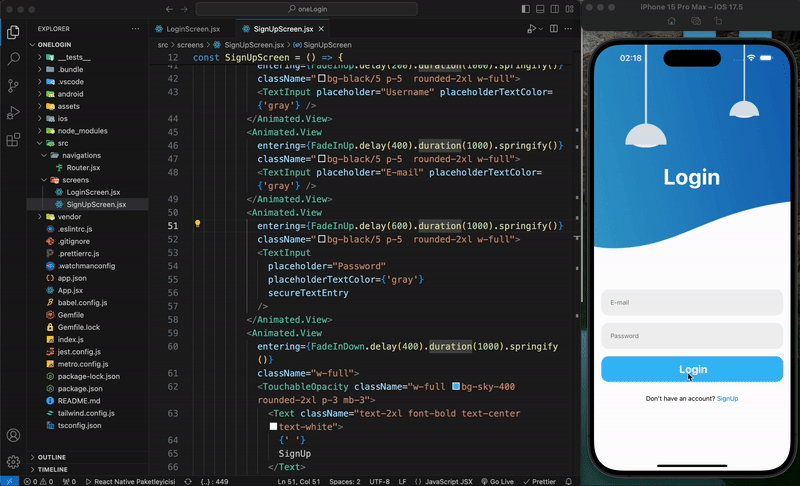 oneLogin
EXPLORER
ONELOGIN
__tests__
.bundle
.vscode
android
assets
ios
node_modules
src
navigations
Router.jsx
screens
LoginScreen.jsx
SignUpScreen.jsx
vendor
.eslintrc.js
.gitignore
.prettierrc.js
.watchmanconfig
app.json
App.jsx
babel.config.js
Gemfile
Gemfile.lock
index.js
jest.config.js
metro.config.js
package-lock.json
package.json
README.md
tailwind.config.js
tsconfig.json
OUTLINE
TIMELINE
LoginScreen.jsx
SignUpScreen.jsx
src > screens > SignUpScreen.jsx > SignUpScreen
12 const SignUpScreen = () => {
41 entering={FadeInUp.delay(200).duration(1000).springify()}
42 className="bg-black/5 p-5  rounded-2xl w-full">
43 <TextInput placeholder="Username" placeholderTextColor=
{'gray'} />
44 </Animated.View>
45 <Animated.View
46 entering={FadeInUp.delay(400).duration(1000).springify()}
47 className="bg-black/5 p-5  rounded-2xl w-full">
48 <TextInput placeholder="E-mail" placeholderTextColor=
{'gray'} />
49 </Animated.View>
50 <Animated.View
51 entering={FadeInUp.delay(600).duration(1000).springify()}
52 className="bg-black/5 p-5  rounded-2xl w-full">
53 <TextInput
54 placeholder="Password"
55 placeholderTextColor={'gray'}
56 secureTextEntry
57 />
58 </Animated.View>
59 <Animated.View
60 entering={FadeInDown.delay(400).duration(1000).springify
()}
61 className="w-full">
62 <TouchableOpacity className="w-full bg-sky-400
rounded-2xl p-3 mb-3">
63 <Text className="text-2xl font-bold text-center
text-white">
64 {' '}
65 SignUp
66 </Text>
0 0 0 React Native Paketleyicisi {..} : 449 Ln 51, Col 51 Spaces: 2 UTF-8 LF {} JavaScript JSX Go Live Prettier
iPhone 15 Pro Max – iOS 17.5
02:18
Login
E-mail
Password
Login
Don't have an account? SignUp